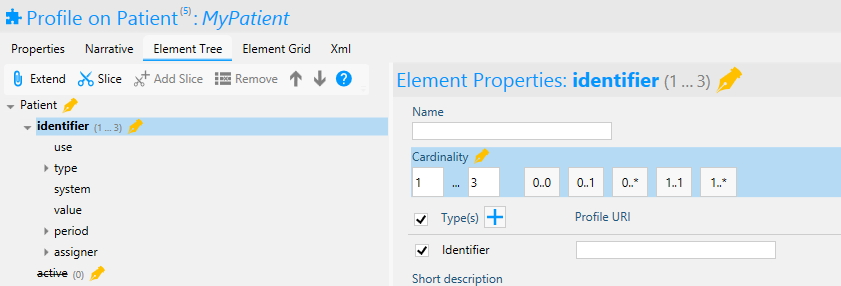 Profile on Patient(5): MyPatient
Properties Narrative Element Tree Element Grid Xml
Extend Slice Add Slice Remove ?
Patient
identifier (1 ... 3)
use
type
system
value
period
assigner
active (0)
Element Properties: identifier (1 ... 3)
Name
Cardinality
1 ... 3 0..0 0..1 0..* 1..1 1..*
Type(s) Profile URI
Identifier
Short description